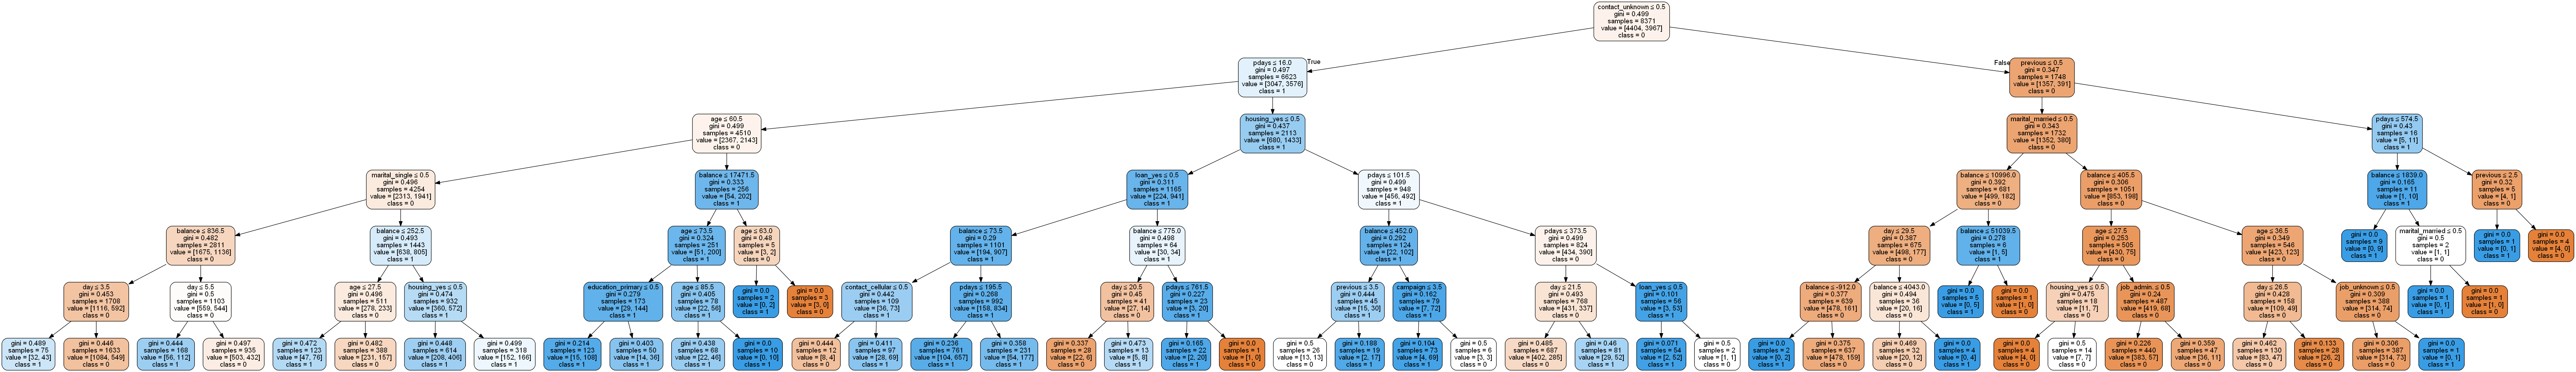 contact_unknown ≤ 0.5
gini = 0.499
samples = 8371
value = [4404, 3967]
class = 0
True
False
pdays ≤ 16.0
gini = 0.497
samples = 6623
value = [3047, 3576]
class = 1
previous ≤ 0.5
gini = 0.347
samples = 1748
value = [1357, 391]
class = 0
age ≤ 60.5
gini = 0.499
samples = 4510
value = [2367, 2143]
class = 0
housing_yes ≤ 0.5
gini = 0.437
samples = 2113
value = [680, 1433]
class = 1
marital_married ≤ 0.5
gini = 0.343
samples = 1732
value = [1352, 380]
class = 0
pdays ≤ 574.5
gini = 0.43
samples = 16
value = [5, 11]
class = 1
marital_single ≤ 0.5
gini = 0.496
samples = 4254
value = [2313, 1941]
class = 0
balance ≤ 17471.5
gini = 0.333
samples = 256
value = [54, 202]
class = 1
loan_yes ≤ 0.5
gini = 0.311
samples = 1165
value = [224, 941]
class = 1
pdays ≤ 101.5
gini = 0.499
samples = 948
value = [456, 492]
class = 1
balance ≤ 10996.0
gini = 0.392
samples = 681
value = [499, 182]
class = 0
balance ≤ 405.5
gini = 0.306
samples = 1051
value = [853, 198]
class = 0
balance ≤ 1839.0
gini = 0.165
samples = 11
value = [1, 10]
class = 1
previous ≤ 2.5
gini = 0.32
samples = 5
value = [4, 1]
class = 0
balance ≤ 836.5
gini = 0.482
samples = 2811
value = [1675, 1136]
class = 0
balance ≤ 252.5
gini = 0.493
samples = 1443
value = [638, 805]
class = 1
age ≤ 73.5
gini = 0.324
samples = 251
value = [51, 200]
class = 1
age ≤ 63.0
gini = 0.48
samples = 5
value = [3, 2]
class = 0
balance ≤ 73.5
gini = 0.29
samples = 1101
value = [194, 907]
class = 1
balance ≤ 775.0
gini = 0.498
samples = 64
value = [30, 34]
class = 1
balance ≤ 452.0
gini = 0.292
samples = 124
value = [22, 102]
class = 1
pdays ≤ 373.5
gini = 0.499
samples = 824
value = [434, 390]
class = 0
day ≤ 29.5
gini = 0.387
samples = 675
value = [498, 177]
class = 0
balance ≤ 51039.5
gini = 0.278
samples = 6
value = [1, 5]
class = 1
age ≤ 27.5
gini = 0.253
samples = 505
value = [430, 75]
class = 0
age ≤ 36.5
gini = 0.349
samples = 546
value = [423, 123]
class = 0
gini = 0.0
samples = 9
value = [0, 9]
class = 1
marital_married ≤ 0.5
gini = 0.5
samples = 2
value = [1, 1]
class = 0
gini = 0.0
samples = 1
value = [0, 1]
class = 1
gini = 0.0
samples = 4
value = [4, 0]
class = 0
day ≤ 3.5
gini = 0.453
samples = 1708
value = [1116, 592]
class = 0
day ≤ 5.5
gini = 0.5
samples = 1103
value = [559, 544]
class = 0
age ≤ 27.5
gini = 0.496
samples = 511
value = [278, 233]
class = 0
housing_yes ≤ 0.5
gini = 0.474
samples = 932
value = [360, 572]
class = 1
education_primary ≤ 0.5
gini = 0.279
samples = 173
value = [29, 144]
class = 1
age ≤ 85.5
gini = 0.405
samples = 78
value = [22, 56]
class = 1
gini = 0.0
samples = 2
value = [0, 2]
class = 1
gini = 0.0
samples = 3
value = [3, 0]
class = 0
contact_cellular ≤ 0.5
gini = 0.442
samples = 109
value = [36, 73]
class = 1
pdays ≤ 195.5
gini = 0.268
samples = 992
value = [158, 834]
class = 1
day ≤ 20.5
gini = 0.45
samples = 41
value = [27, 14]
class = 0
pdays ≤ 761.5
gini = 0.227
samples = 23
value = [3, 20]
class = 1
previous ≤ 3.5
gini = 0.444
samples = 45
value = [15, 30]
class = 1
campaign ≤ 3.5
gini = 0.162
samples = 79
value = [7, 72]
class = 1
day ≤ 21.5
gini = 0.493
samples = 768
value = [431, 337]
class = 0
loan_yes ≤ 0.5
gini = 0.101
samples = 56
value = [3, 53]
class = 1
balance ≤ -912.0
gini = 0.377
samples = 639
value = [478, 161]
class = 0
balance ≤ 4043.0
gini = 0.494
samples = 36
value = [20, 16]
class = 0
gini = 0.0
samples = 5
value = [0, 5]
class = 1
gini = 0.0
samples = 1
value = [1, 0]
class = 0
housing_yes ≤ 0.5
gini = 0.475
samples = 18
value = [11, 7]
class = 0
job_admin. ≤ 0.5
gini = 0.24
samples = 487
value = [419, 68]
class = 0
day ≤ 26.5
gini = 0.428
samples = 158
value = [109, 49]
class = 0
job_unknown ≤ 0.5
gini = 0.309
samples = 388
value = [314, 74]
class = 0
gini = 0.0
samples = 1
value = [0, 1]
class = 1
gini = 0.0
samples = 1
value = [1, 0]
class = 0
gini = 0.489
samples = 75
value = [32, 43]
class = 1
gini = 0.446
samples = 1633
value = [1084, 549]
class = 0
gini = 0.444
samples = 168
value = [56, 112]
class = 1
gini = 0.497
samples = 935
value = [503, 432]
class = 0
gini = 0.472
samples = 123
value = [47, 76]
class = 1
gini = 0.482
samples = 388
value = [231, 157]
class = 0
gini = 0.448
samples = 614
value = [208, 406]
class = 1
gini = 0.499
samples = 318
value = [152, 166]
class = 1
gini = 0.214
samples = 123
value = [15, 108]
class = 1
gini = 0.403
samples = 50
value = [14, 36]
class = 1
gini = 0.438
samples = 68
value = [22, 46]
class = 1
gini = 0.0
samples = 10
value = [0, 10]
class = 1
gini = 0.444
samples = 12
value = [8, 4]
class = 0
gini = 0.411
samples = 97
value = [28, 69]
class = 1
gini = 0.236
samples = 761
value = [104, 657]
class = 1
gini = 0.358
samples = 231
value = [54, 177]
class = 1
gini = 0.337
samples = 28
value = [22, 6]
class = 0
gini = 0.473
samples = 13
value = [5, 8]
class = 1
gini = 0.165
samples = 22
value = [2, 20]
class = 1
gini = 0.0
samples = 1
value = [1, 0]
class = 0
gini = 0.5
samples = 26
value = [13, 13]
class = 0
gini = 0.188
samples = 19
value = [2, 17]
class = 1
gini = 0.104
samples = 73
value = [4, 69]
class = 1
gini = 0.5
samples = 6
value = [3, 3]
class = 0
gini = 0.485
samples = 687
value = [402, 285]
class = 0
gini = 0.46
samples = 81
value = [29, 52]
class = 1
gini = 0.071
samples = 54
value = [2, 52]
class = 1
gini = 0.5
samples = 2
value = [1, 1]
class = 0
gini = 0.0
samples = 2
value = [0, 2]
class = 1
gini = 0.375
samples = 637
value = [478, 159]
class = 0
gini = 0.469
samples = 32
value = [20, 12]
class = 0
gini = 0.0
samples = 4
value = [0, 4]
class = 1
gini = 0.0
samples = 4
value = [4, 0]
class = 0
gini = 0.5
samples = 14
value = [7, 7]
class = 0
gini = 0.226
samples = 440
value = [383, 57]
class = 0
gini = 0.359
samples = 47
value = [36, 11]
class = 0
gini = 0.462
samples = 130
value = [83, 47]
class = 0
gini = 0.133
samples = 28
value = [26, 2]
class = 0
gini = 0.306
samples = 387
value = [314, 73]
class = 0
gini = 0.0
samples = 1
value = [0, 1]
class = 1